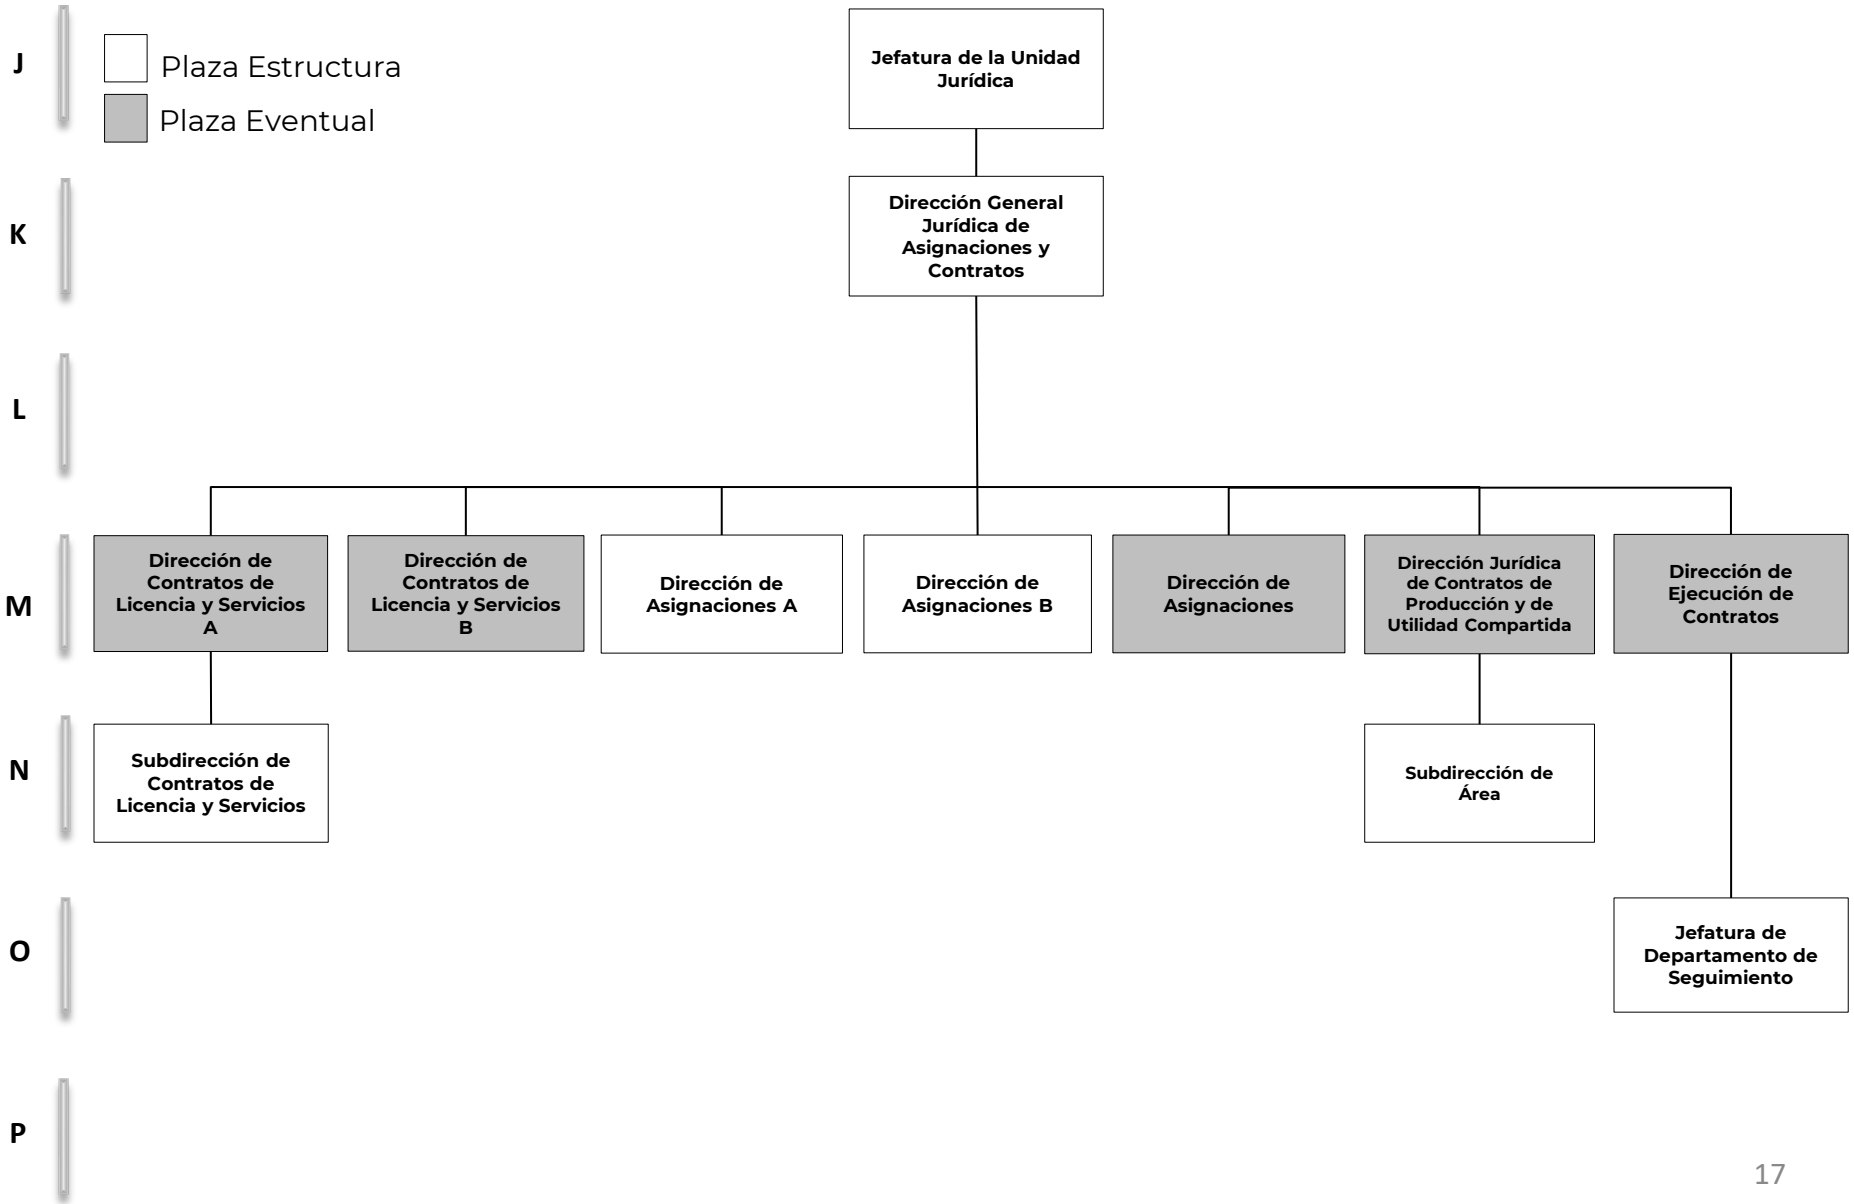 J
Plaza Estructura
Plaza Eventual
Jefatura de la Unidad
Jurídica
K
Dirección General
Jurídica de
Asignaciones y
Contratos
L
M
Dirección de
Contratos de
Licencia y Servicios
A
Dirección de
Contratos de
Licencia y Servicios
B
Dirección de
Asignaciones A
Dirección de
Asignaciones B
Dirección de
Asignaciones
Dirección Jurídica
de Contratos de
Producción y de
Utilidad Compartida
Dirección de
Ejecución de
Contratos
N
Subdirección de
Contratos de
Licencia y Servicios
Subdirección de
Área
O
Jefatura de
Departamento de
Seguimiento
P
17